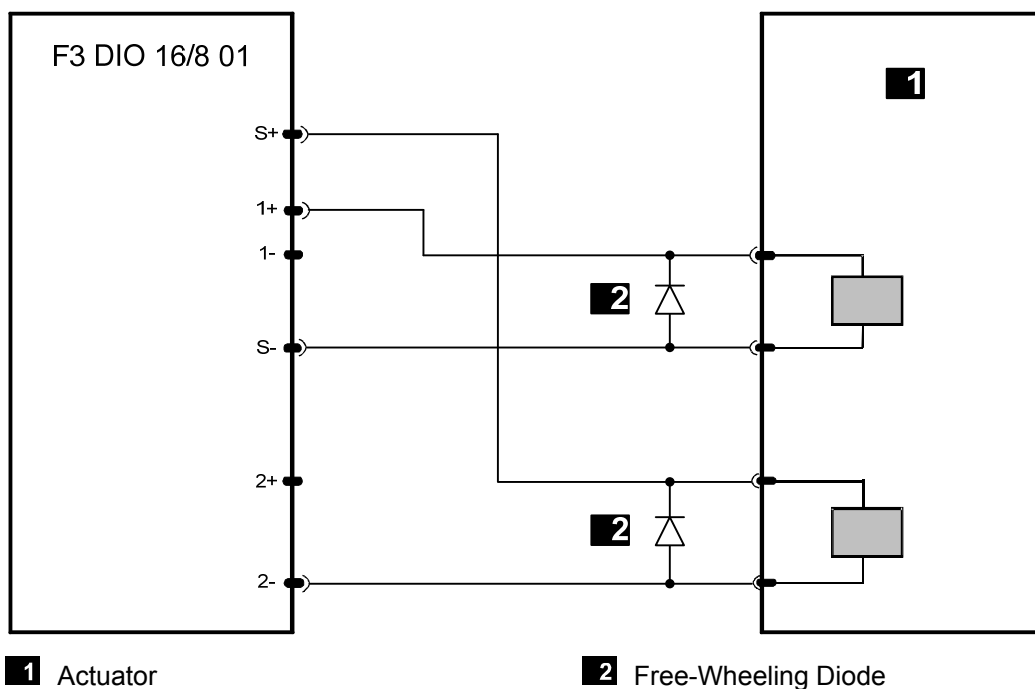 F3 DIO 16/8 01
1
S+
1+
1-
2
S-
2+
2
2-
1 Actuator
2 Free-Wheeling Diode